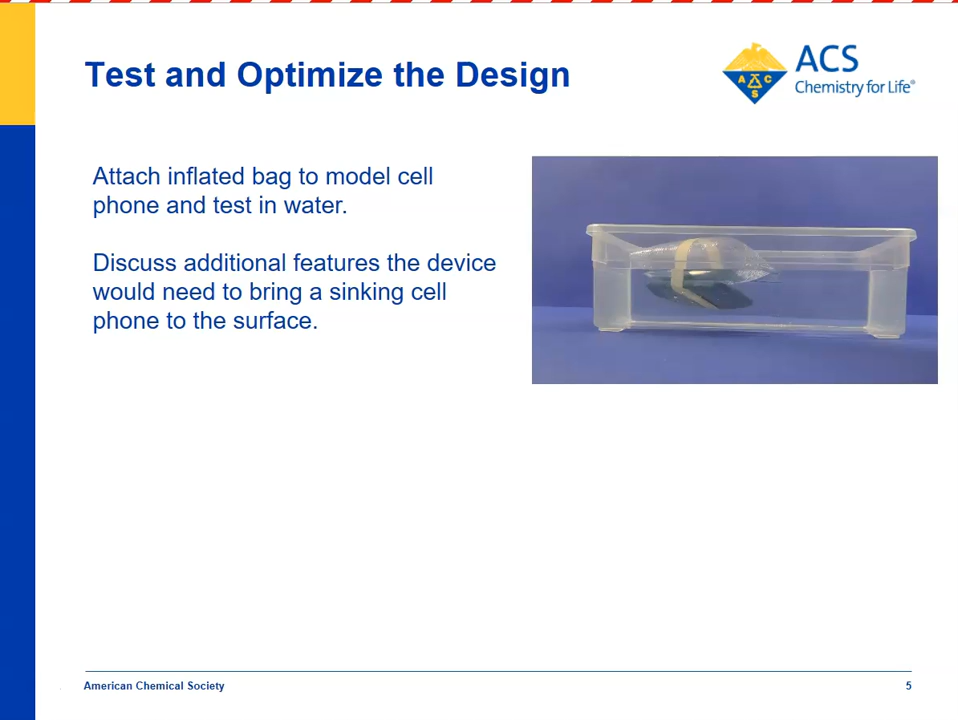 Test and Optimize the Design
ACS
Chemistry for Life®
A C S
Attach inflated bag to model cell
phone and test in water.
Discuss additional features the device
would need to bring a sinking cell
phone to the surface.
American Chemical Society
5